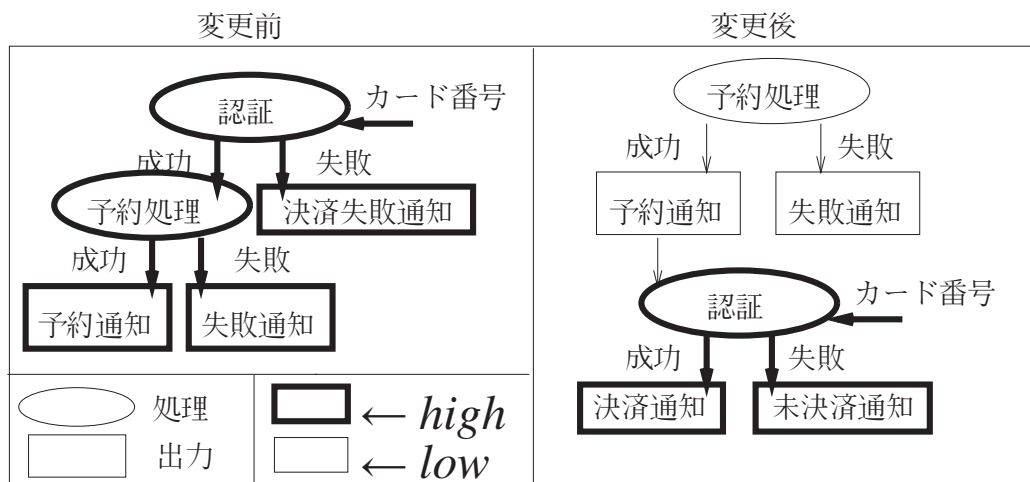 変更前
変更後
認証
カード番号
成功
失敗
予約処理
決済失敗通知
成功
失敗
予約通知
失敗通知
処理
出力
← high
← low
予約処理
成功
失敗
予約通知
失敗通知
認証
カード番号
成功
失敗
決済通知
未決済通知